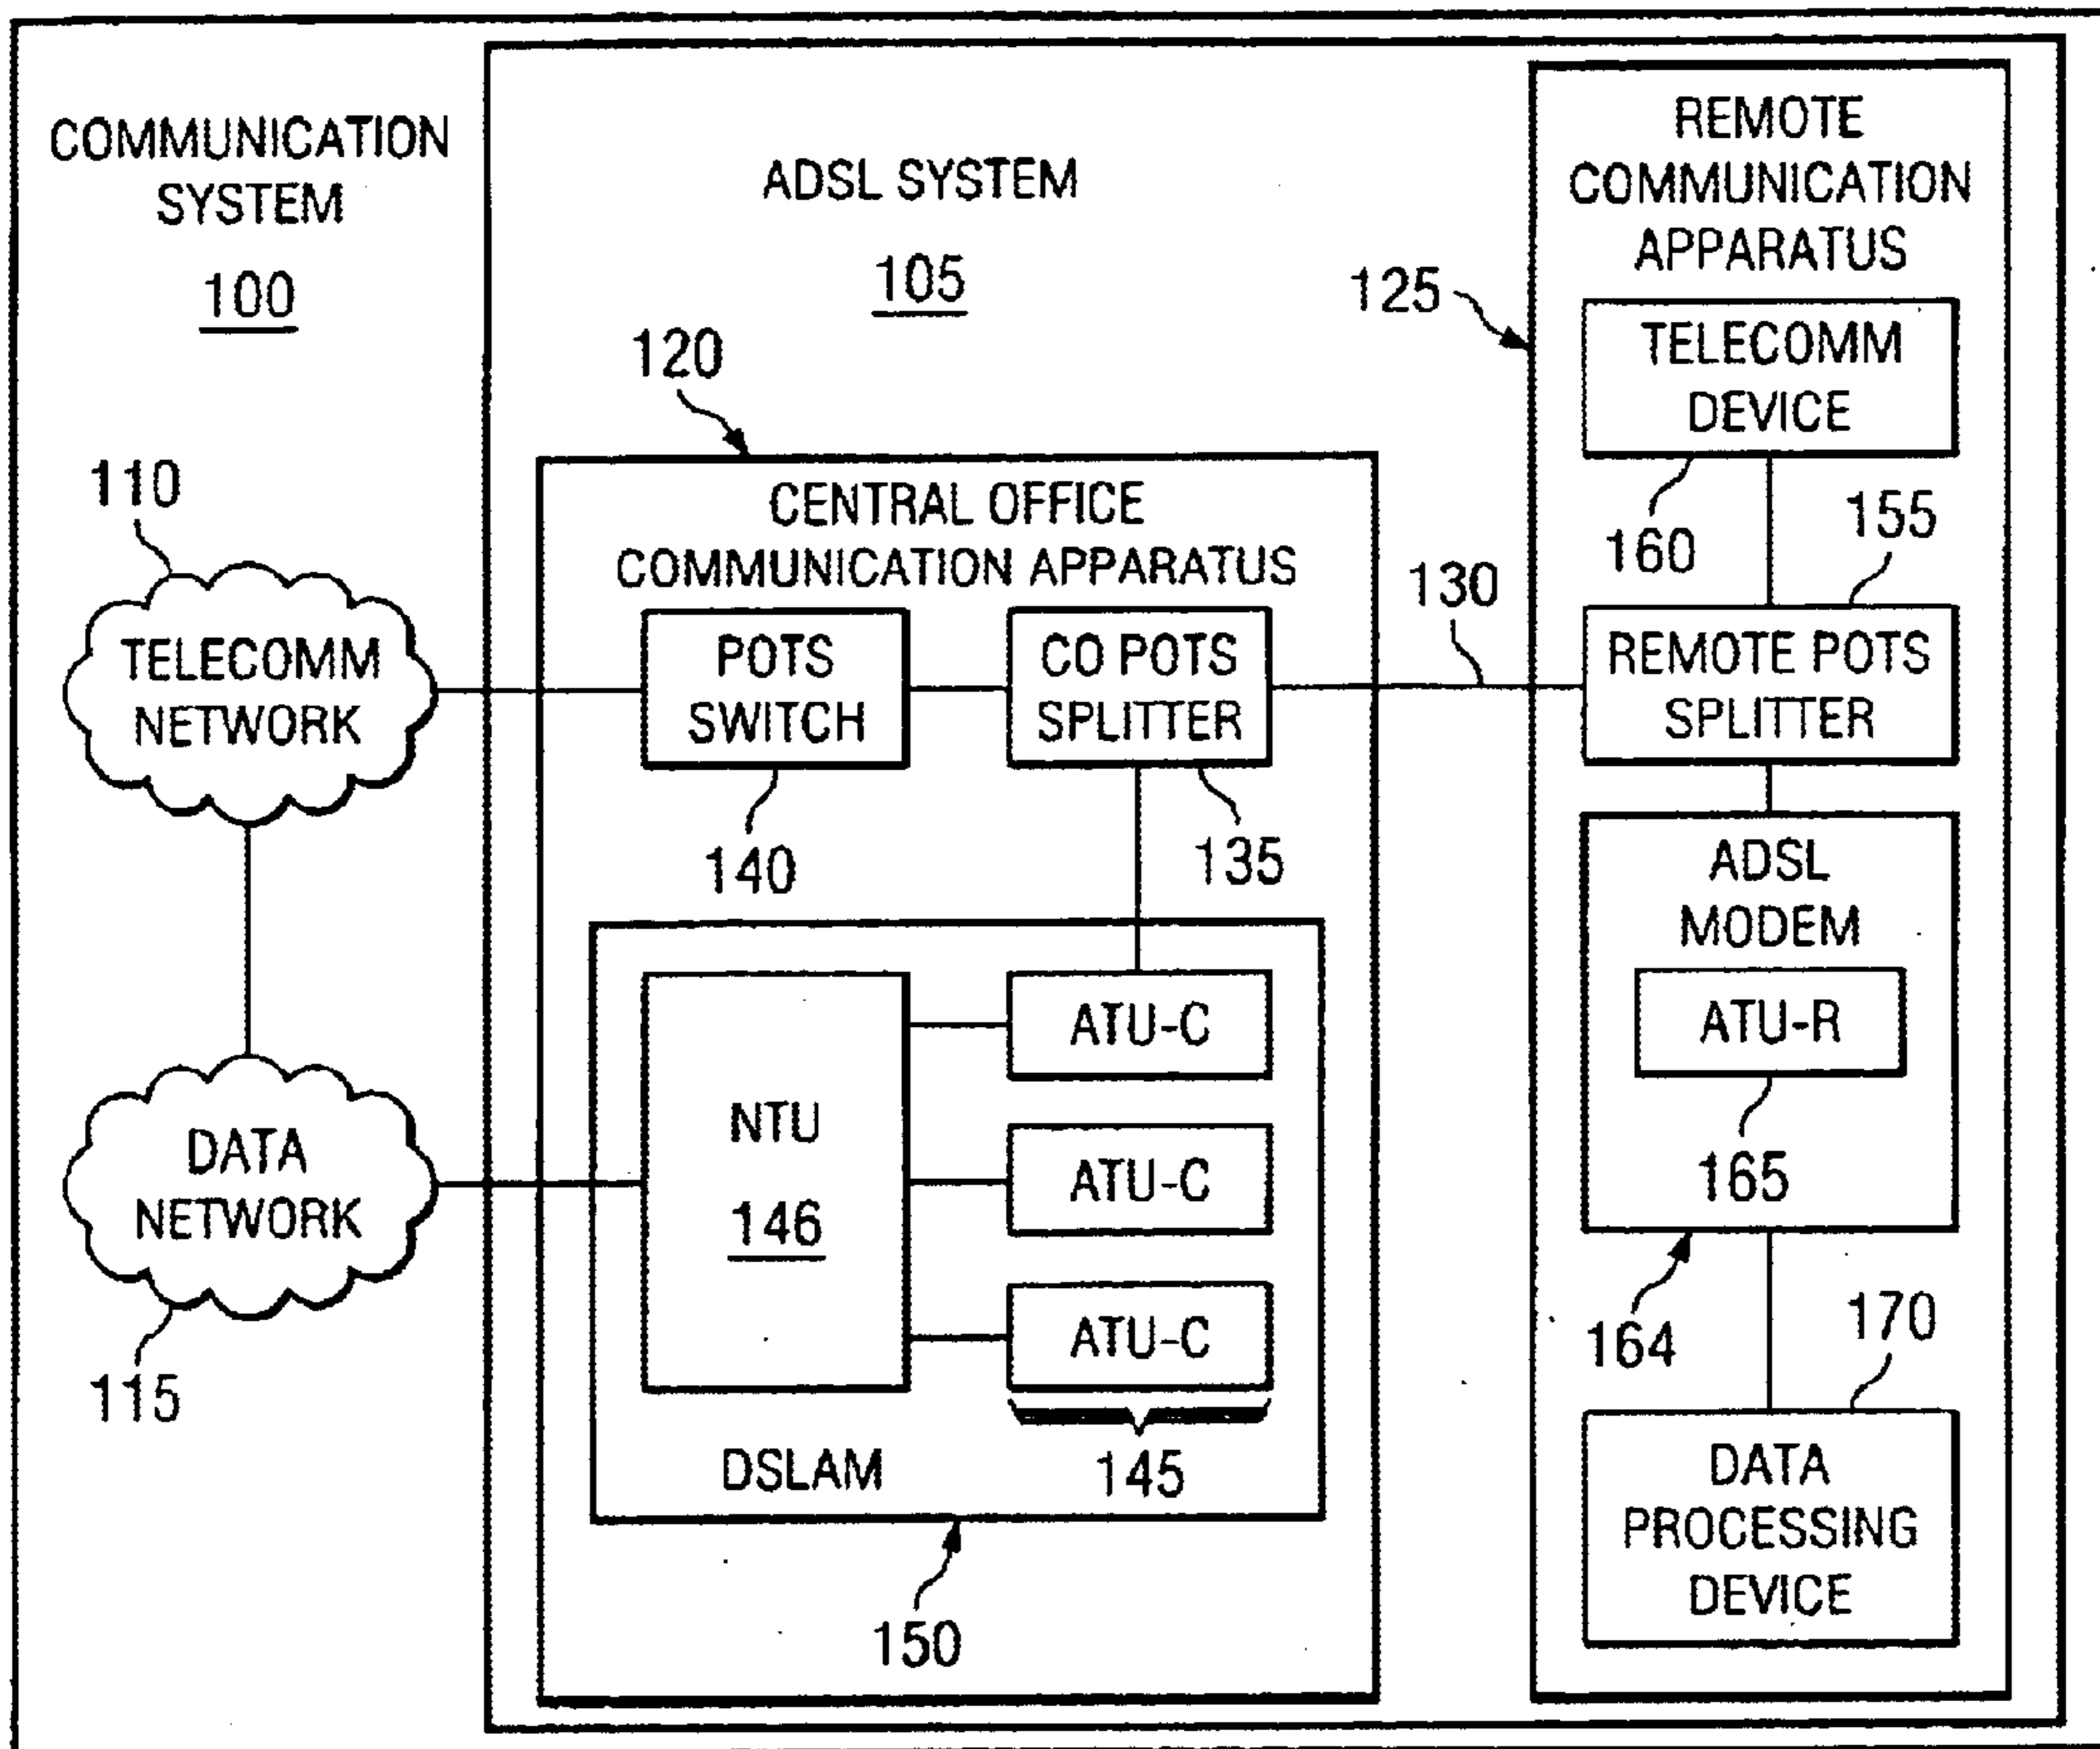 COMMUNICATION
SYSTEM
100
ADSL SYSTEM
105
120
125
REMOTE
COMMUNICATION
APPARATUS
TELECOMM
DEVICE
160
155
130
110
TELECOMM
NETWORK
CENTRAL OFFICE
COMMUNICATION APPARATUS
POTS
SWITCH
140
CO POTS
SPLITTER
135
REMOTE POTS
SPLITTER
ADSL
MODEM
ATU-R
165
164
DATA
NETWORK
115
NTU
146
ATU-C
ATU-C
ATU-C
145
DSLAM
150
170
DATA
PROCESSING
DEVICE